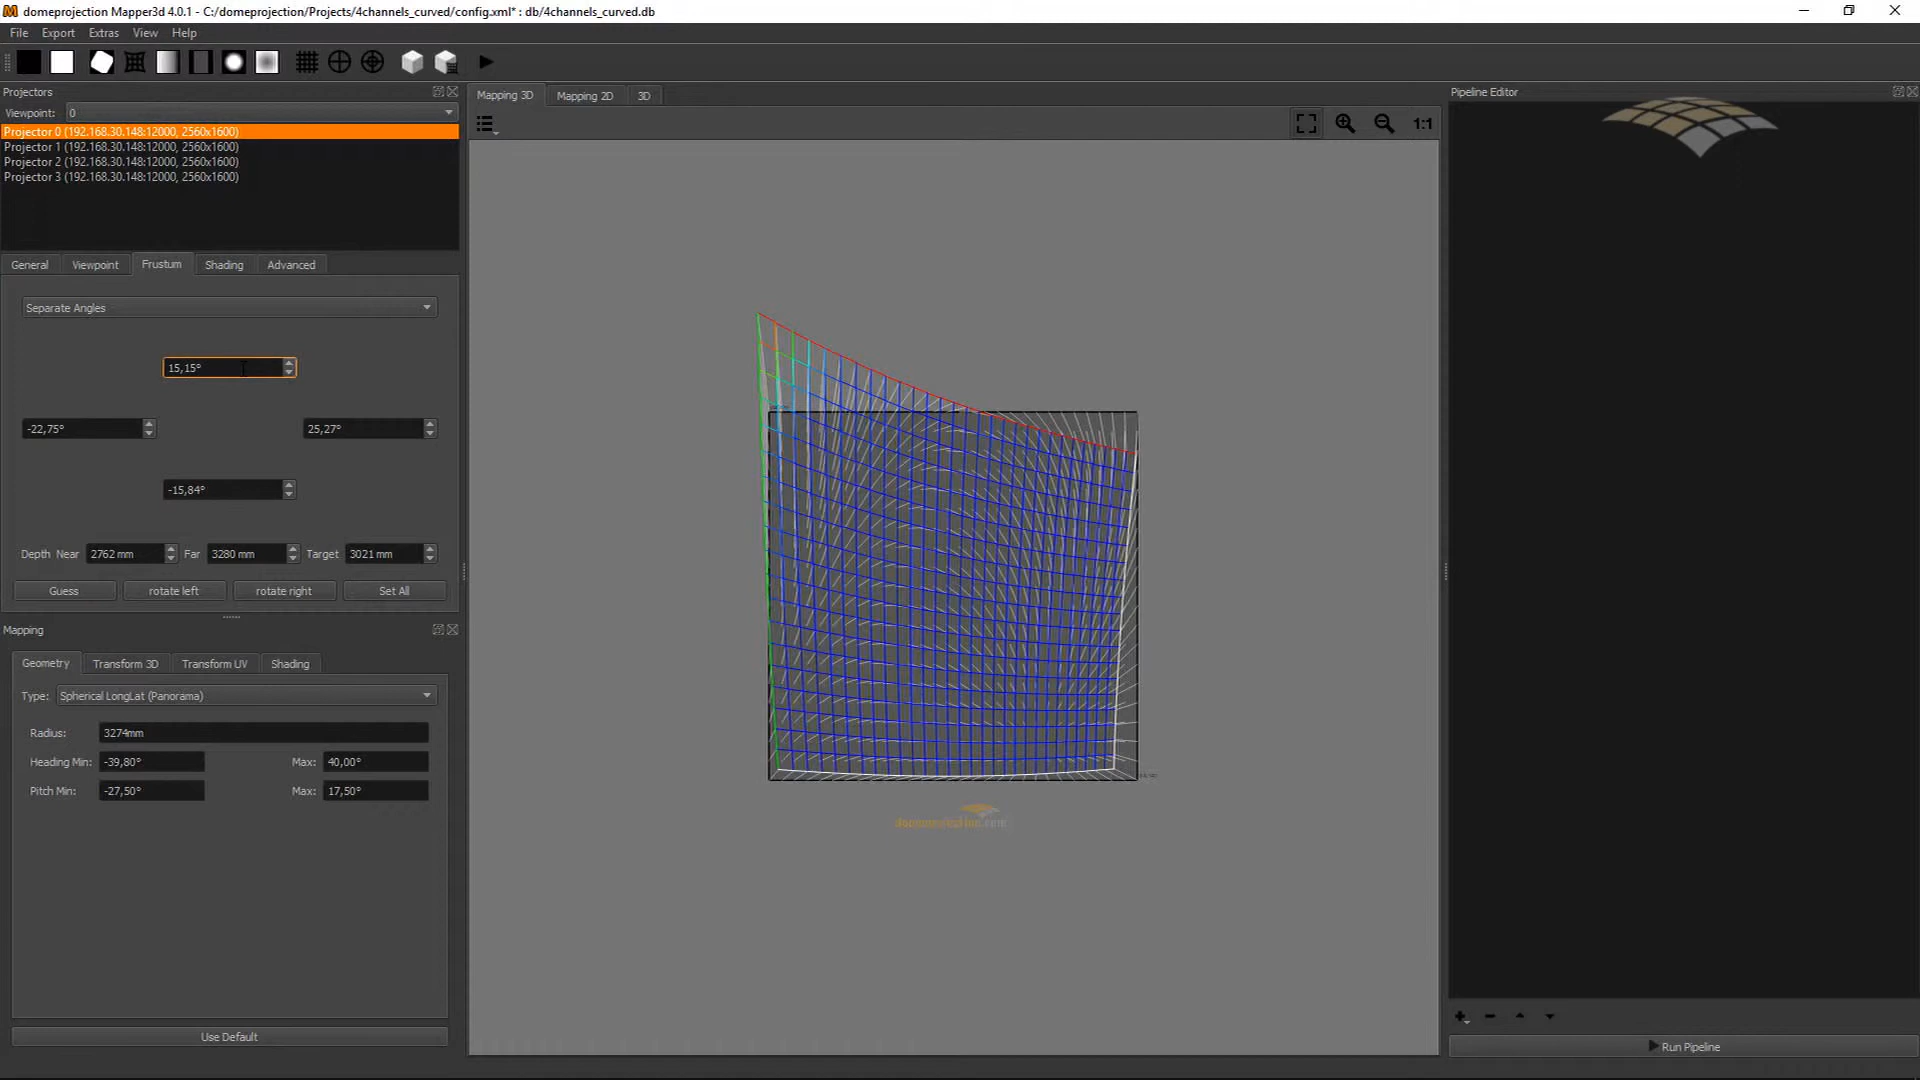 domeprojection Mapper3d 4.0.1 - C:/domeprojection/Projects/4channels_curved/config.xml* : db/4channels_curved.db
File Export Extras View Help
Projectors
Viewpoint: 0
Projector 0 (192.168.30.148:12000, 2560x1600)
Projector 1 (192.168.30.148:12000, 2560x1600)
Projector 2 (192.168.30.148:12000, 2560x1600)
Projector 3 (192.168.30.148:12000, 2560x1600)
General Viewpoint Frustum Shading Advanced
Separate Angles
15,15°
-22,75° 25,27°
-15,84°
Depth Near 2762 mm Far 3280 mm Target 3021 mm
Guess rotate left rotate right Set All
Mapping
Geometry Transform 3D Transform UV Shading
Type: Spherical LongLat (Panorama)
Radius: 3274mm
Heading Min: -39,80° Max: 40,00°
Pitch Min: -27,50° Max: 17,50°
Use Default
Mapping 3D Mapping 2D 3D
1:1
domeprojection.com
Pipeline Editor
Run Pipeline